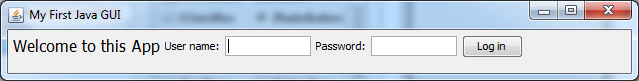 My First Java GUI
Welcome to this App User name: Password: Log in